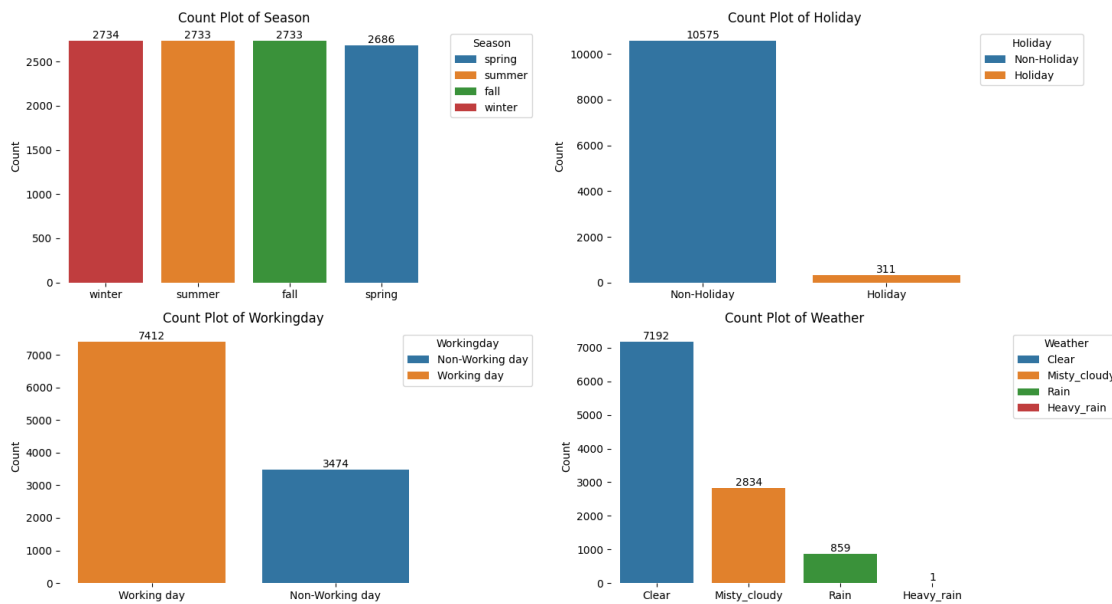 Count Plot of Season
2734
2733
2733
2686
Season
spring
summer
fall
winter
2500
2000
1500
1000
500
0
Count
winter
summer
fall
spring
Count Plot of Holiday
10575
311
Holiday
Non-Holiday
Holiday
10000
8000
6000
4000
2000
0
Count
Non-Holiday
Holiday
Count Plot of Workingday
7412
3474
Workingday
Non-Working day
Working day
7000
6000
5000
4000
3000
2000
1000
0
Count
Working day
Non-Working day
Count Plot of Weather
7192
2834
859
1
Weather
Clear
Misty_cloudy
Rain
Heavy_rain
7000
6000
5000
4000
3000
2000
1000
0
Count
Clear
Misty_cloudy
Rain
Heavy_rain